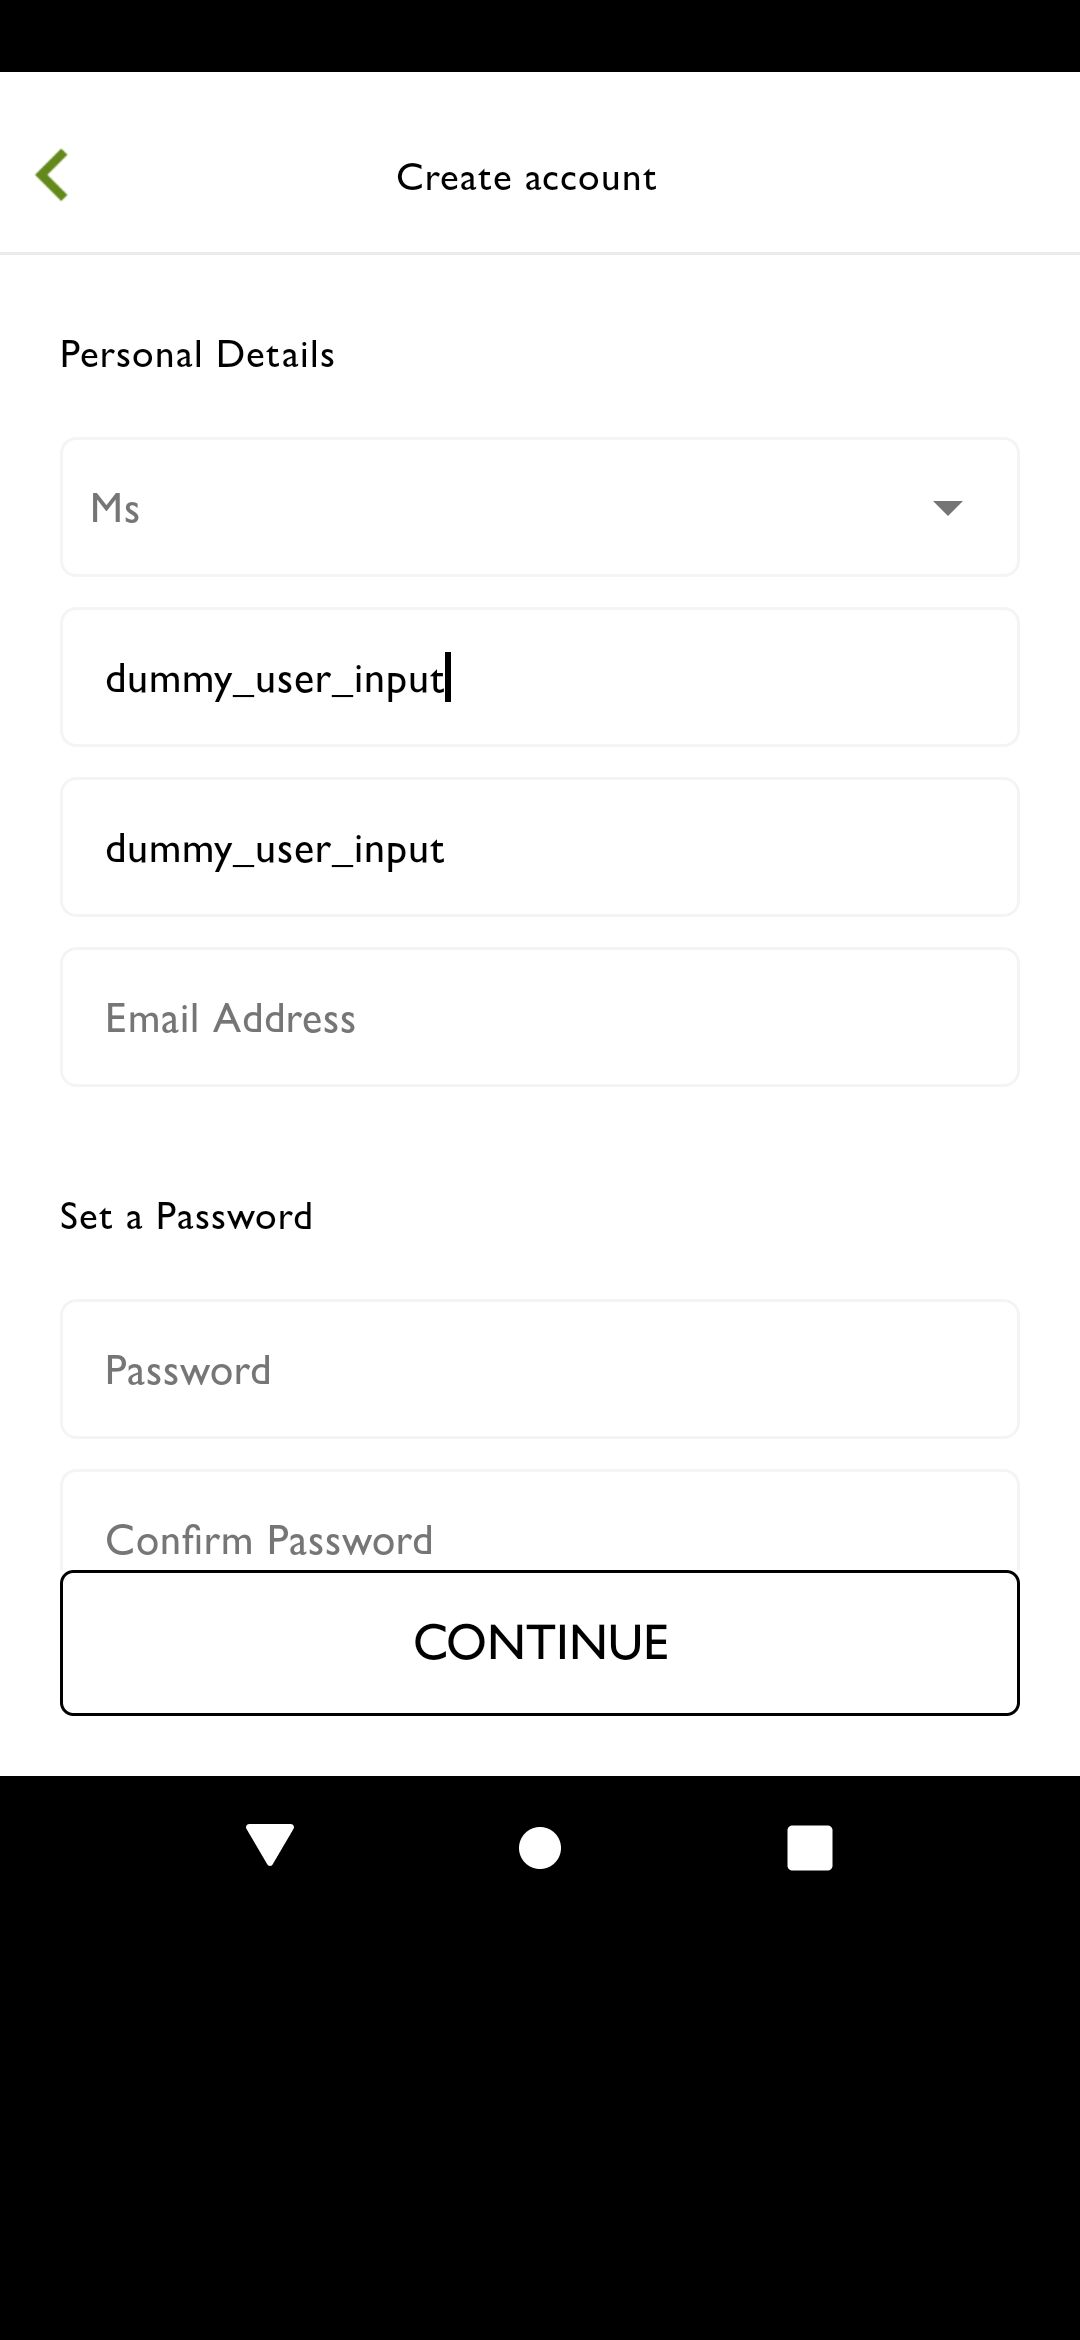 Create account
Personal Details
Ms
dummy_user_input
dummy_user_input
Email Address
Set a Password
Password
Confirm Password
CONTINUE